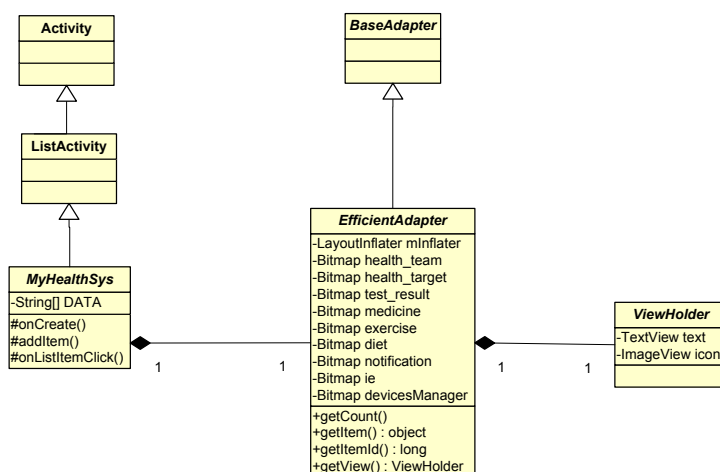 Activity
BaseAdapter
ListActivity
EfficientAdapter
-LayoutInflater mInflater
-Bitmap health_team
-Bitmap health_target
-Bitmap test_result
-Bitmap medicine
-Bitmap exercise
-Bitmap diet
-Bitmap notification
-Bitmap ie
-Bitmap devicesManager
+getCount()
+getItem() : object
+getItemId() : long
+getView() : ViewHolder
MyHealthSys
-String[] DATA
#onCreate()
#addItem()
#onListItemClick()
1
1
1
1
ViewHolder
-TextView text
-ImageView icon